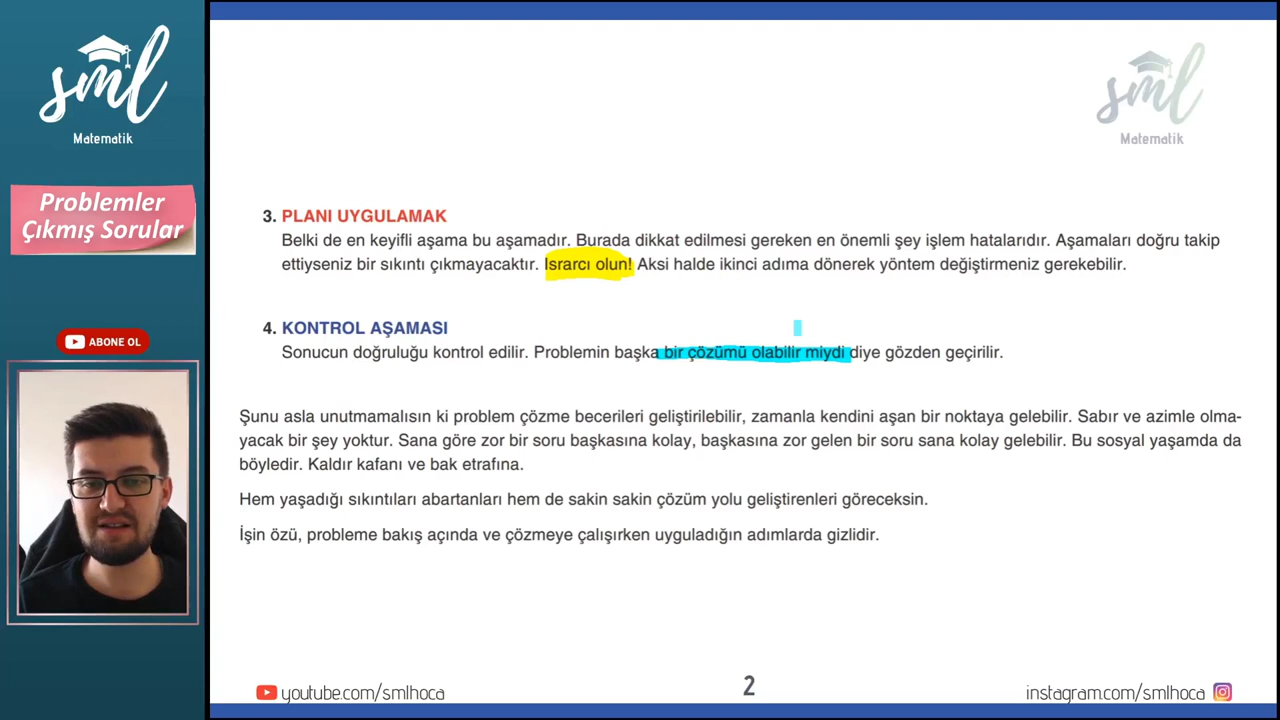 sml
Matematik
Problemler
Çıkmış Sorular
ABONE OL
sml
Matematik
3. PLANI UYGULAMAK
Belki de en keyifli aşama bu aşamadır. Burada dikkat edilmesi gereken en önemli şey işlem hatalarıdır. Aşamaları doğru takip
ettiyseniz bir sıkıntı çıkmayacaktır. Israrcı olun! Aksi halde ikinci adıma dönerek yöntem değiştirmeniz gerekebilir.
4. KONTROL AŞAMASI
Sonucun doğruluğu kontrol edilir. Problemin başka bir çözümü olabilir miydi diye gözden geçirilir.
Şunu asla unutmamalısın ki problem çözme becerileri geliştirilebilir, zamanla kendini aşan bir noktaya gelebilir. Sabır ve azimle olma-
yacak bir şey yoktur. Sana göre zor bir soru başkasına kolay, başkasına zor gelen bir soru sana kolay gelebilir. Bu sosyal yaşamda da
böyledir. Kaldır kafanı ve bak etrafına.
Hem yaşadığı sıkıntıları abartanları hem de sakin sakin çözüm yolu geliştirenleri göreceksin.
İşin özü, probleme bakış açında ve çözmeye çalışırken uyguladığın adımlarda gizlidir.
youtube.com/smlhoca
2
instagram.com/smlhoca